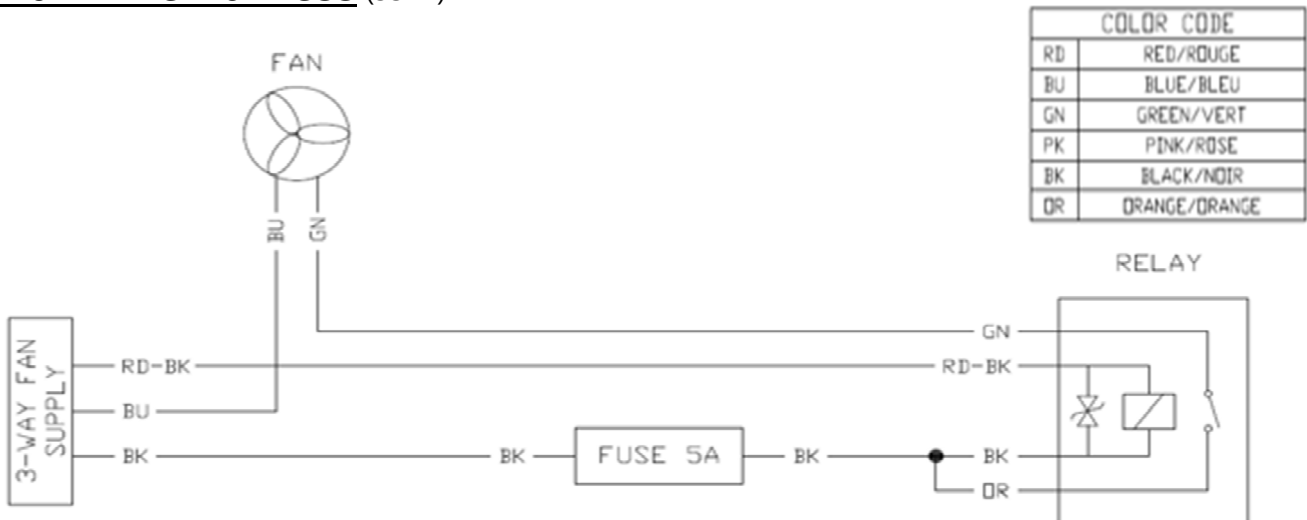 FAN
COLOR CODE
RD RED/ROUGE
BU BLUE/BLEU
GN GREEN/VERT
PK PINK/ROSE
BK BLACK/NOIR
OR ORANGE/ORANGE
RELAY
BU GN
GN
3-WAY FAN
SUPPLY
RD-BK RD-BK
BU
BK BK FUSE 5A BK BK
OR